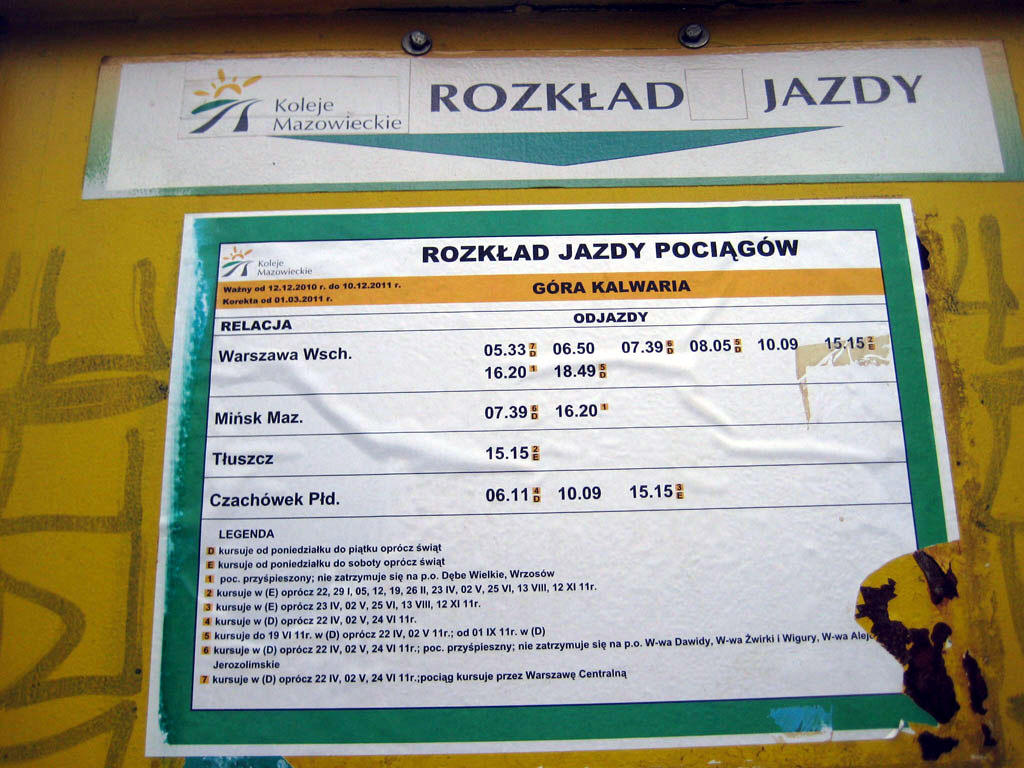 Koleje
Mazowieckie
ROZKŁAD JAZDY
Koleje
Mazowieckie
ROZKŁAD JAZDY POCIĄGÓW
Ważny od 12.12.2010 r. do 10.12.2011 r.
Korekta od 01.03.2011 r.
GÓRA KALWARIA
RELACJA ODJAZDY
Warszawa Wsch. 05.33 7 D 06.50 07.39 6 D 08.05 5 D 10.09 15.15 2 E
16.20 1 18.49 5 D
Mińsk Maz. 07.39 6 D 16.20 1
Tłuszcz 15.15 2 E
Czachówek Płd. 06.11 4 D 10.09 15.15 3 E
LEGENDA
D kursuje od poniedziałku do piątku oprócz świąt
E kursuje od poniedziałku do soboty oprócz świąt
1 poc. przyśpieszony; nie zatrzymuje się na p.o. Dębe Wielkie, Wrzosów
2 kursuje w (E) oprócz 22, 29 I, 05, 12, 19, 26 II, 23 IV, 02 V, 25 VI, 13 VIII, 12 XI 11r.
3 kursuje w (E) oprócz 23 IV, 02 V, 25 VI, 13 VIII, 12 XI 11r.
4 kursuje w (D) oprócz 22 IV, 02 V, 24 VI 11r.
5 kursuje do 19 VI 11r. w (D) oprócz 22 IV, 02 V 11r.; od 01 IX 11r. w (D)
6 kursuje w (D) oprócz 22 IV, 02 V, 24 VI 11r.; poc. przyśpieszny; nie zatrzymuje się na p.o. W-wa Dawidy, W-wa Żwirki i Wigury, W-wa Alej
Jerozolimskie
7 kursuje w (D) oprócz 22 IV, 02 V, 24 VI 11r.;pociąg kursuje przez Warszawę Centralną